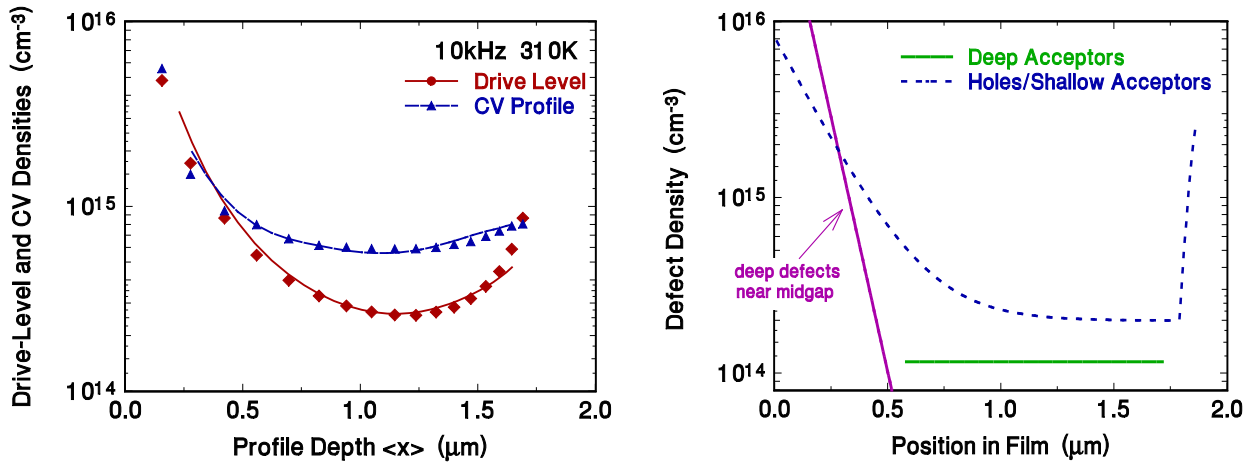 Drive-Level and CV Densities (cm-3)
10^16
10^15
10^14
10kHz 310K
Drive Level
CV Profile
0.0 0.5 1.0 1.5 2.0
Profile Depth <x> (μm)
Defect Density (cm-3)
10^16
10^15
10^14
Deep Acceptors
Holes/Shallow Acceptors
deep defects
near midgap
0.0 0.5 1.0 1.5 2.0
Position in Film (μm)